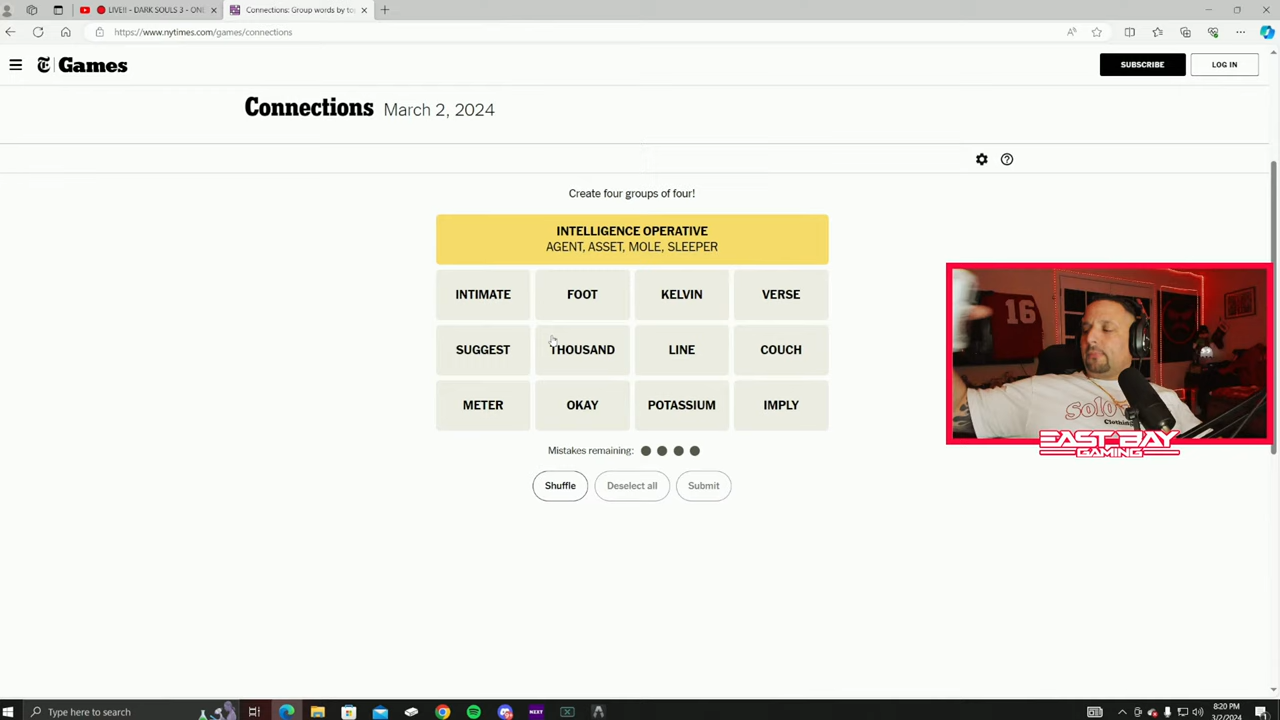 LIVE!! - DARK SOULS 3 - ONE
Connections: Group words by to
https://www.nytimes.com/games/connections
Games
SUBSCRIBE
LOG IN
Connections March 2, 2024
Create four groups of four!
INTELLIGENCE OPERATIVE
AGENT, ASSET, MOLE, SLEEPER
INTIMATE FOOT KELVIN VERSE
SUGGEST THOUSAND LINE COUCH
METER OKAY POTASSIUM IMPLY
Mistakes remaining:
Shuffle Deselect all Submit
16
Solo
Clothing
EAST BAY
GAMING
Type here to search
NEXT
8:20 PM
3/2/2024